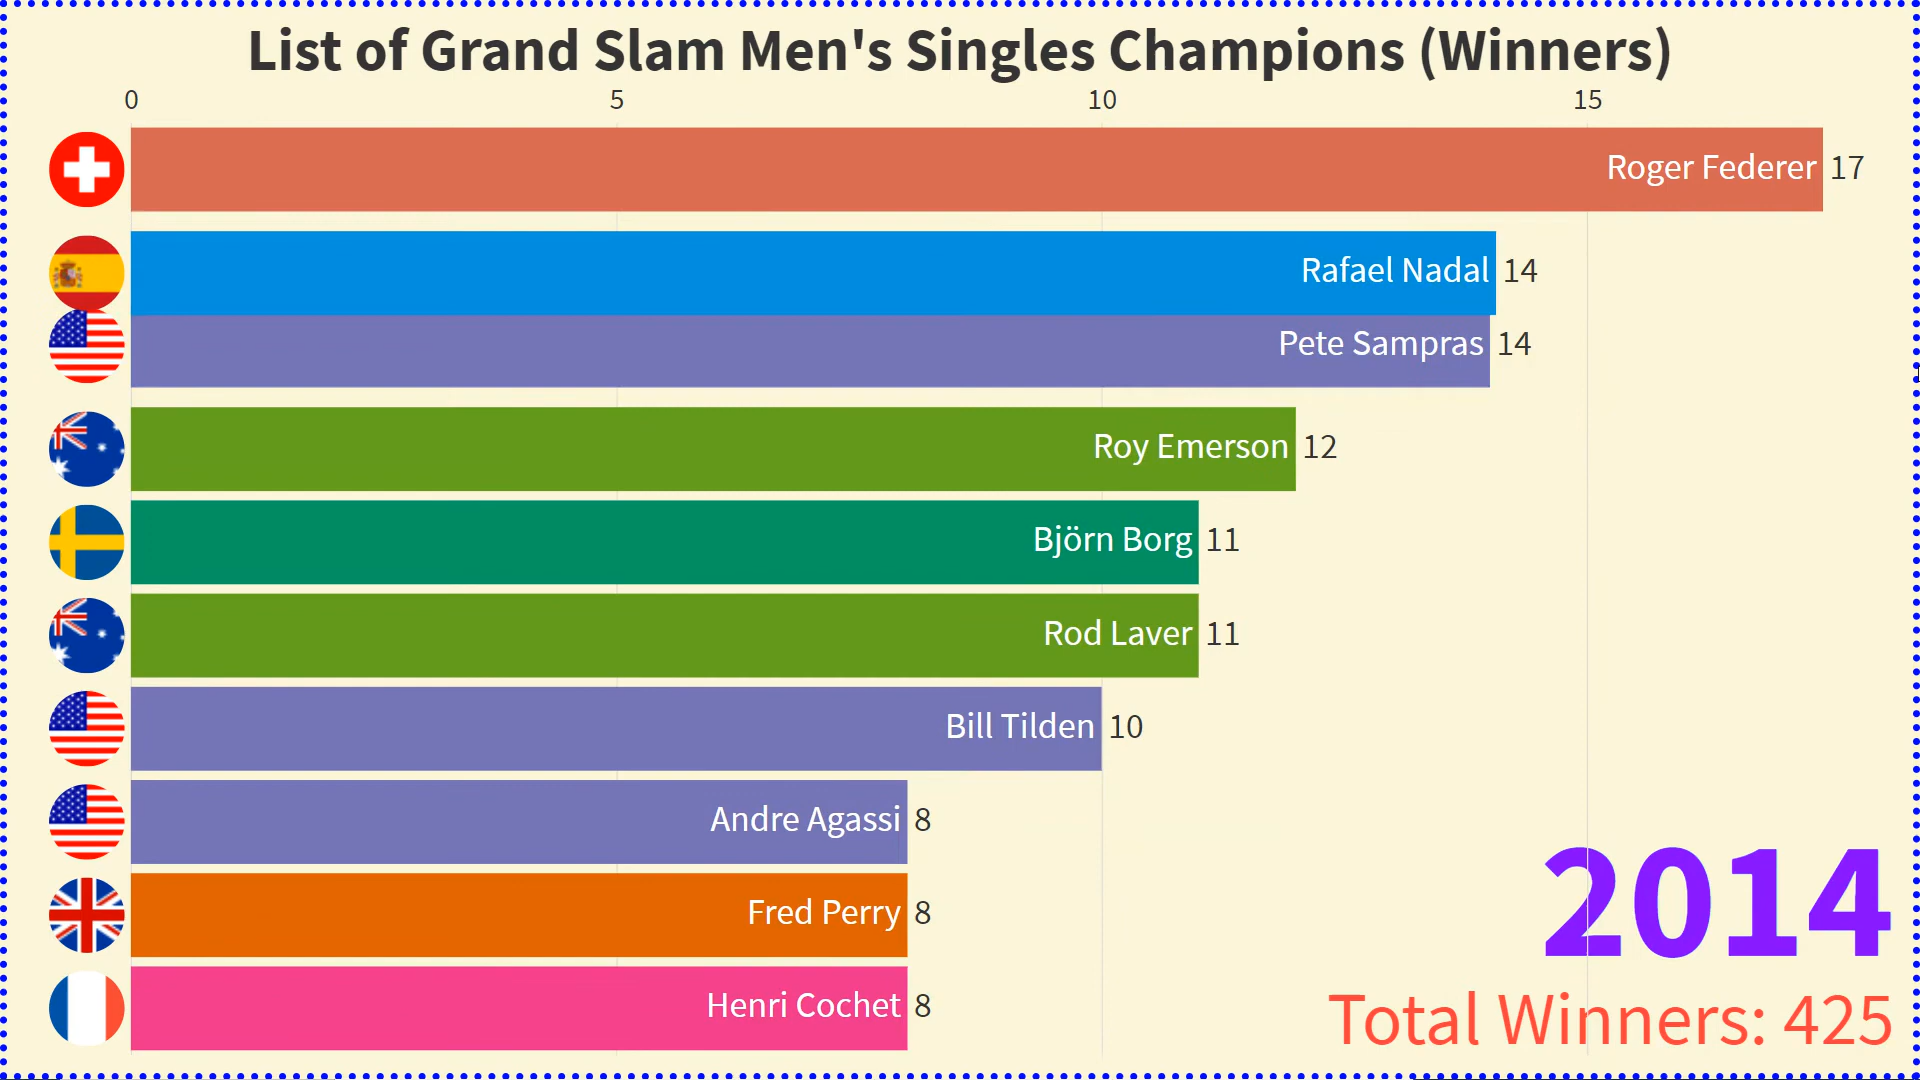 List of Grand Slam Men's Singles Champions (Winners)
0 5 10 15
Roger Federer 17
Rafael Nadal 14
Pete Sampras 14
Roy Emerson 12
Björn Borg 11
Rod Laver 11
Bill Tilden 10
Andre Agassi 8
Fred Perry 8
Henri Cochet 8
2014
Total Winners: 425